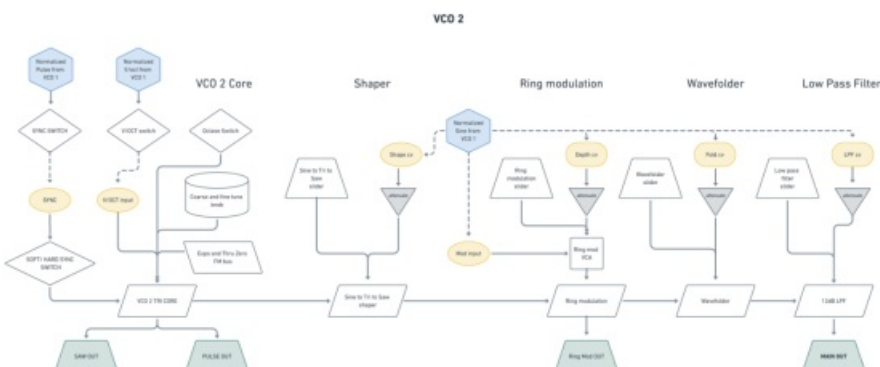 VCO 2
Normalized
Pulse from
VCO 1
Normalized
V/oct from
VCO 1
VCO 2 Core
Shaper
Ring modulation
Wavefolder
Low Pass Filter
SYNC SWITCH
V/OCT switch
Octave Switch
Normalized
Sine from
VCO 1
Shape cv
Depth cv
Fold cv
LPF cv
Sine to Tri to
Saw
slider
Ring
modulation
slider
Wavefolder
slider
Low pass
filter
slider
attenuate
attenuate
attenuate
attenuate
SYNC
V/OCT input
Coarse and fine tune
knob
SOFT/ HARD SYNC
SWITCH
and Thru Zero
FM bus
Mod input
Ring mod
VCA
VCO 2 TRI CORE
Sine to Tri to Saw
shaper
Ring modulation
Wavefolder
LPF
SAW OUT
PULSE OUT
Ring Mod OUT
MAIN OUT